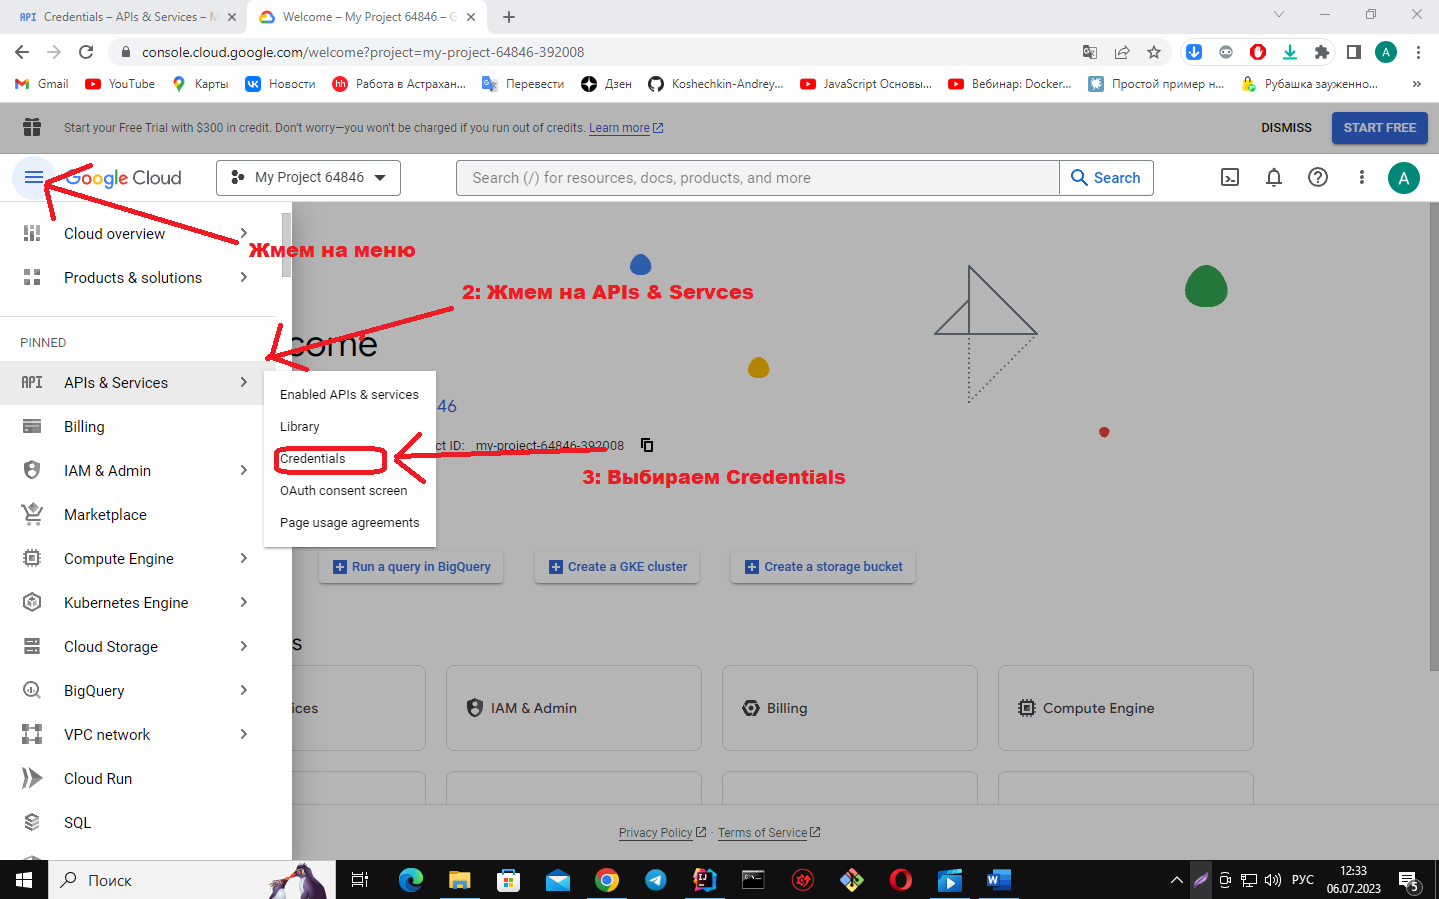 API Credentials – APIs & Services – M
Welcome – My Project 64846 – G
console.cloud.google.com/welcome?project=my-project-64846-392008
A
Gmail
YouTube
Карты
Новости
hh Работа в Астрахан...
Перевести
Дзен
Koshechkin-Andrey...
JavaScript Основы...
Вебинар: Docker...
Простой пример н...
Рубашка зауженно...
»
Start your Free Trial with $300 in credit. Don't worry—you won't be charged if you run out of credits. Learn more
DISMISS
START FREE
Google Cloud
My Project 64846
Search (/) for resources, docs, products, and more
Search
A
Cloud overview
Products & solutions
Жмем на меню
2: Жмем на APIs & Servces
PINNED
come
API APIs & Services
Billing
IAM & Admin
Marketplace
Compute Engine
Kubernetes Engine
Cloud Storage
BigQuery
VPC network
Cloud Run
SQL
Enabled APIs & services
Library
Credentials
OAuth consent screen
Page usage agreements
46
ct ID: my-project-64846-392008
3: Выбираем Credentials
Run a query in BigQuery
Create a GKE cluster
Create a storage bucket
s
ices
IAM & Admin
Billing
Compute Engine
Privacy Policy · Terms of Service
Поиск
РУС
12:33
06.07.2023
5